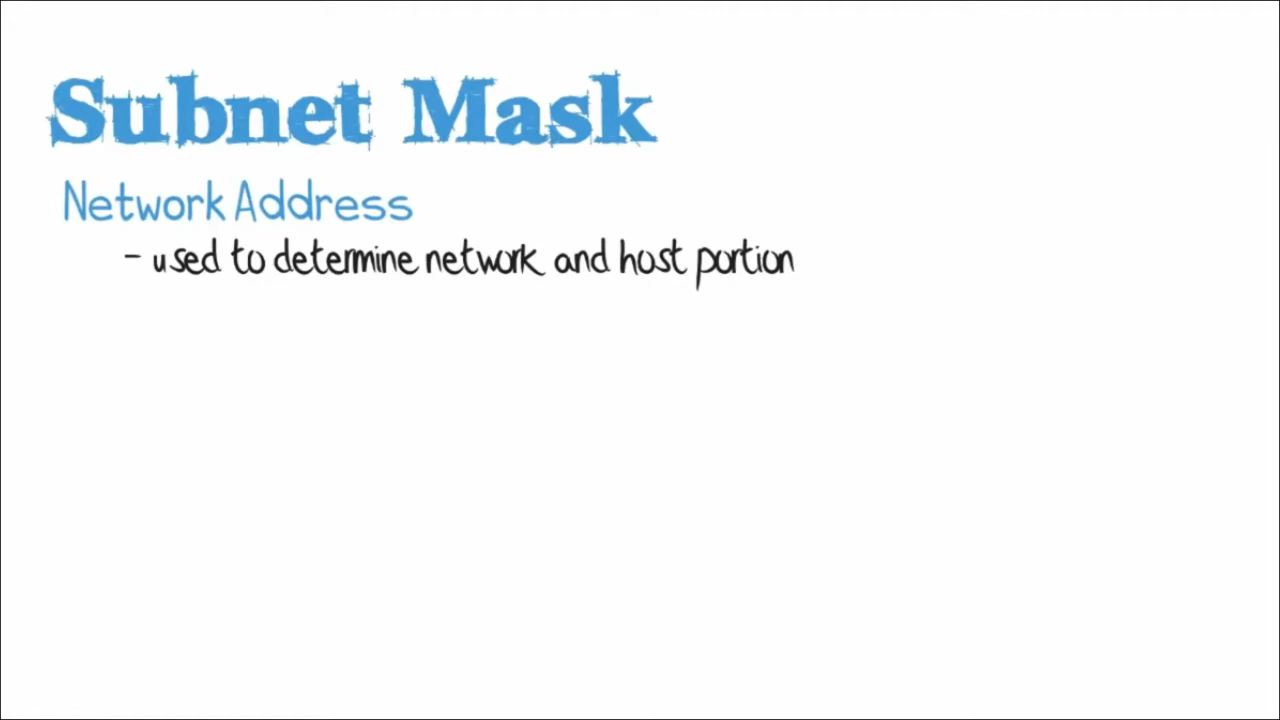 Subnet Mask
Network Address
- used to determine network and host portion